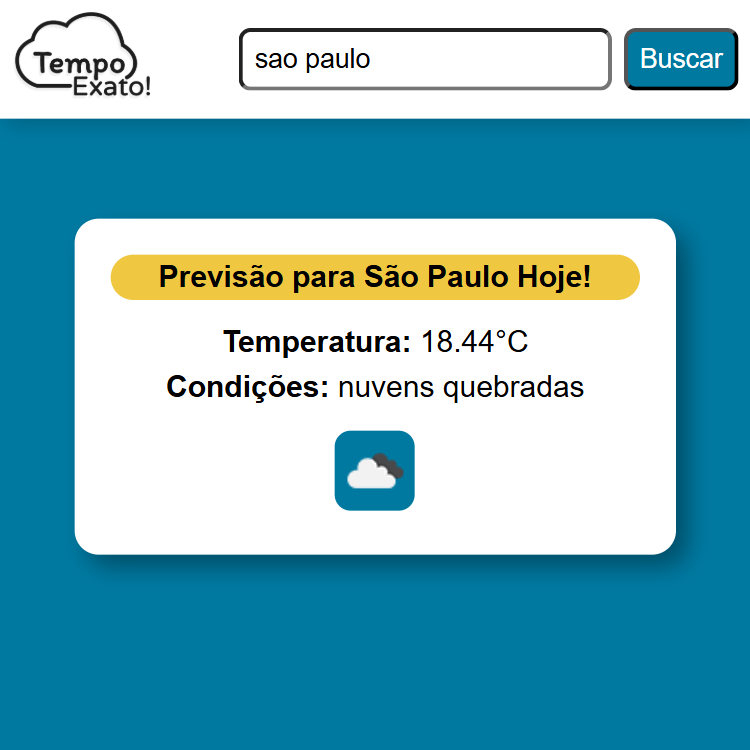 Tempo
Exato!
sao paulo
Buscar
Previsão para São Paulo Hoje!
Temperatura: 18.44°C
Condições: nuvens quebradas